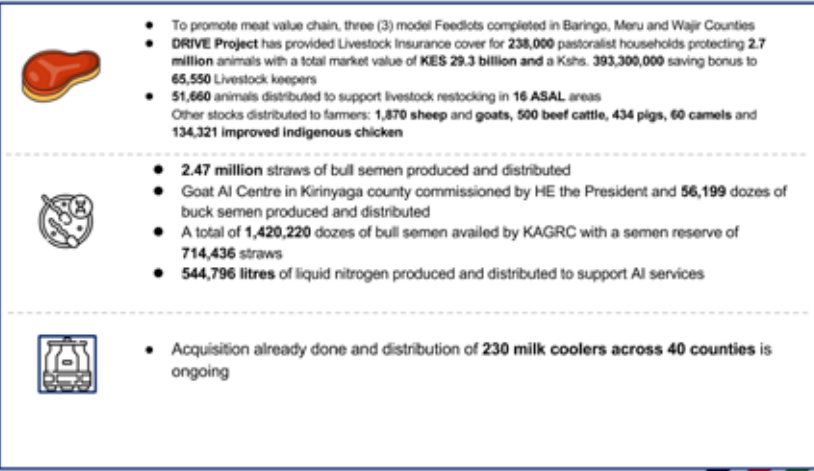 ● To promote meat value chain, three (3) model Feedlots completed in Baringo, Meru and Wajir Counties
● DRIVE Project has provided Livestock Insurance cover for 238,000 pastoralist households protecting 2.7
million animals with a total market value of KES 29.3 billion and a Kshs. 393,300,000 saving bonus to
65,550 Livestock keepers
● 51,660 animals distributed to support livestock restocking in 16 ASAL areas
Other stocks distributed to farmers: 1,870 sheep and goats, 500 beef cattle, 434 pigs, 60 camels and
134,321 improved indigenous chicken
● 2.47 million straws of bull semen produced and distributed
● Goat AI Centre in Kirinyaga county commissioned by HE the President and 56,199 dozes of
buck semen produced and distributed
● A total of 1,420,220 dozes of bull semen availed by KAGRC with a semen reserve of
714,436 straws
● 544,796 litres of liquid nitrogen produced and distributed to support AI services
● Acquisition already done and distribution of 230 milk coolers across 40 counties is
ongoing